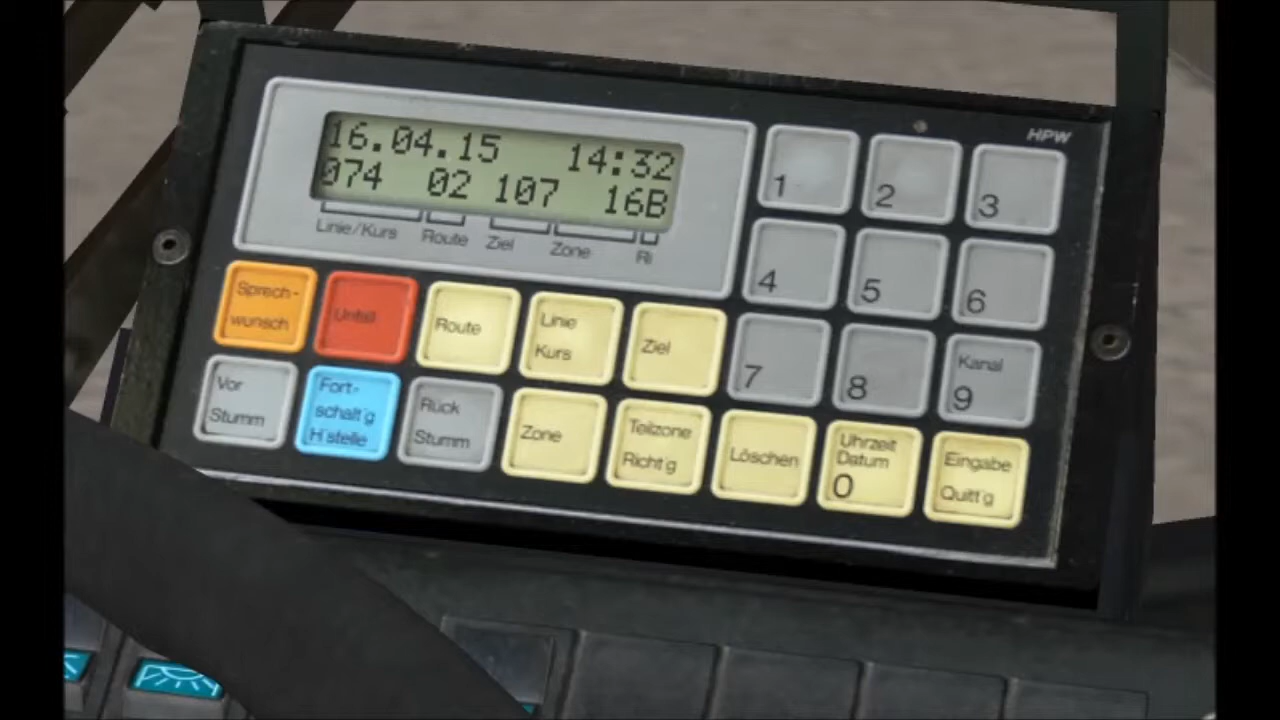 HPW
16.04.15 14:32
074 02 107 16B
Linie/Kurs Route Ziel Zone Ri
1 2 3
4 5 6
Sprech-
wunsch
Unfall
Route
Linie
Kurs
Ziel
7 8
Kanal
9
Vor
Stumm
Fort-
schalt'g
H'stelle
Rück
Stumm
Zone
Teilzone
Richt'g
Löschen
Uhrzeit
Datum
0
Eingabe
Quitt'g